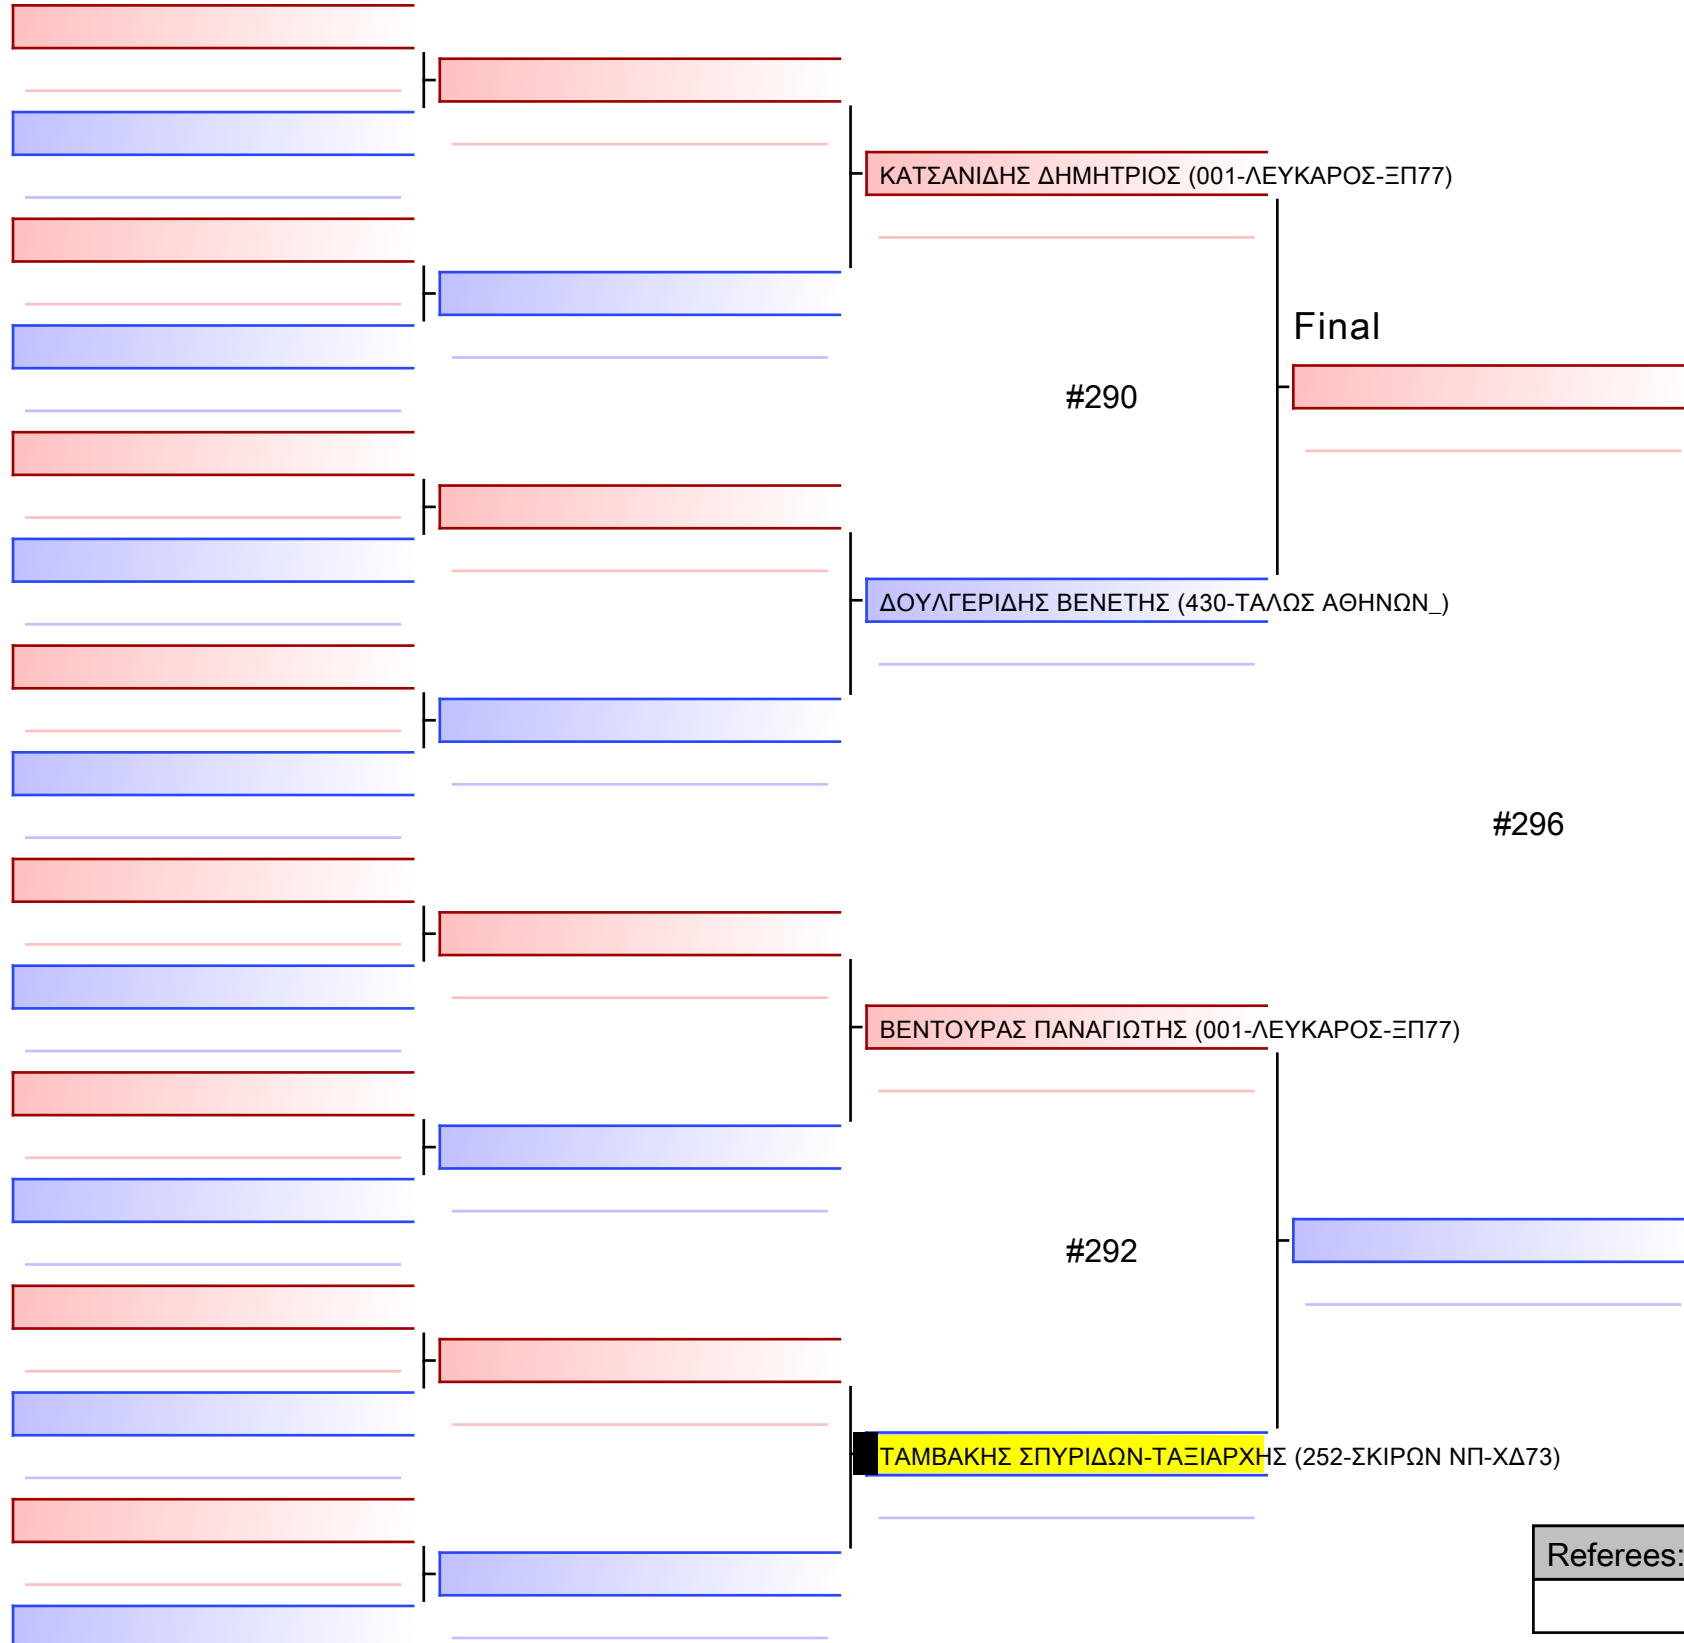 ΚΑΤΣΑΝΙΔΗΣ ΔΗΜΗΤΡΙΟΣ (001-ΛΕΥΚΑΡΟΣ-ΞΠ77)
Final
#290
ΔΟΥΛΓΕΡΙΔΗΣ ΒΕΝΕΤΗΣ (430-ΤΑΛΩΣ ΑΘΗΝΩΝ_)
#296
ΒΕΝΤΟΥΡΑΣ ΠΑΝΑΓΙΩΤΗΣ (001-ΛΕΥΚΑΡΟΣ-ΞΠ77)
#292
ΤΑΜΒΑΚΗΣ ΣΠΥΡΙΔΩΝ-ΤΑΞΙΑΡΧΗΣ (252-ΣΚΙΡΩΝ ΝΠ-ΧΔ73)
Referees: